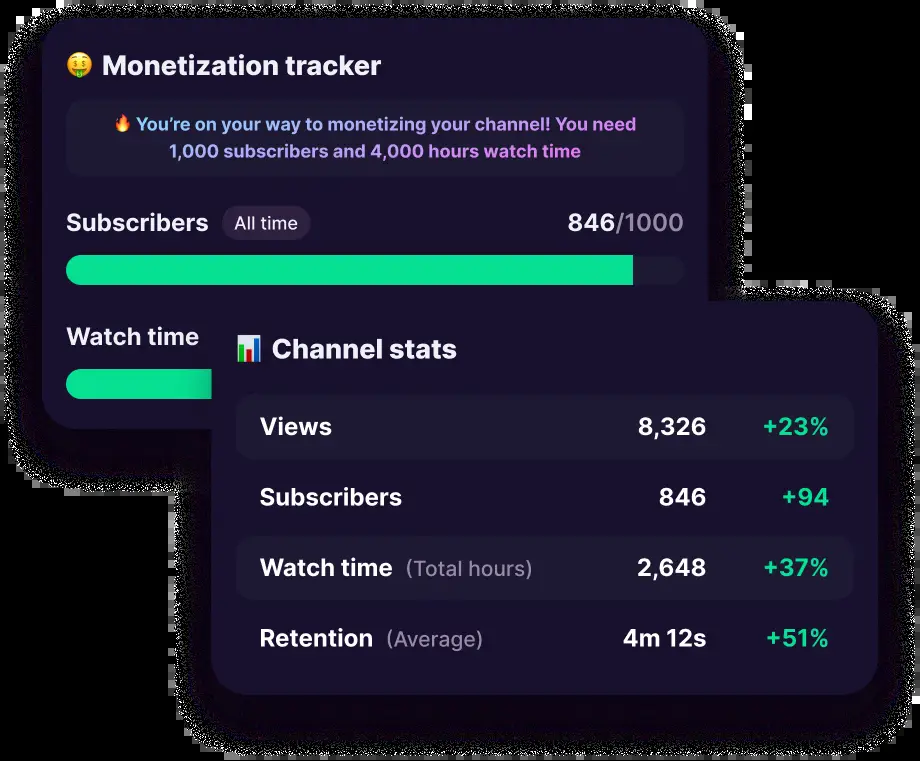 🤑 Monetization tracker
🔥 You’re on your way to monetizing your channel! You need
1,000 subscribers and 4,000 hours watch time
Subscribers All time 846/1000
Watch time
📊 Channel stats
Views 8,326 +23%
Subscribers 846 +94
Watch time (Total hours) 2,648 +37%
Retention (Average) 4m 12s +51%